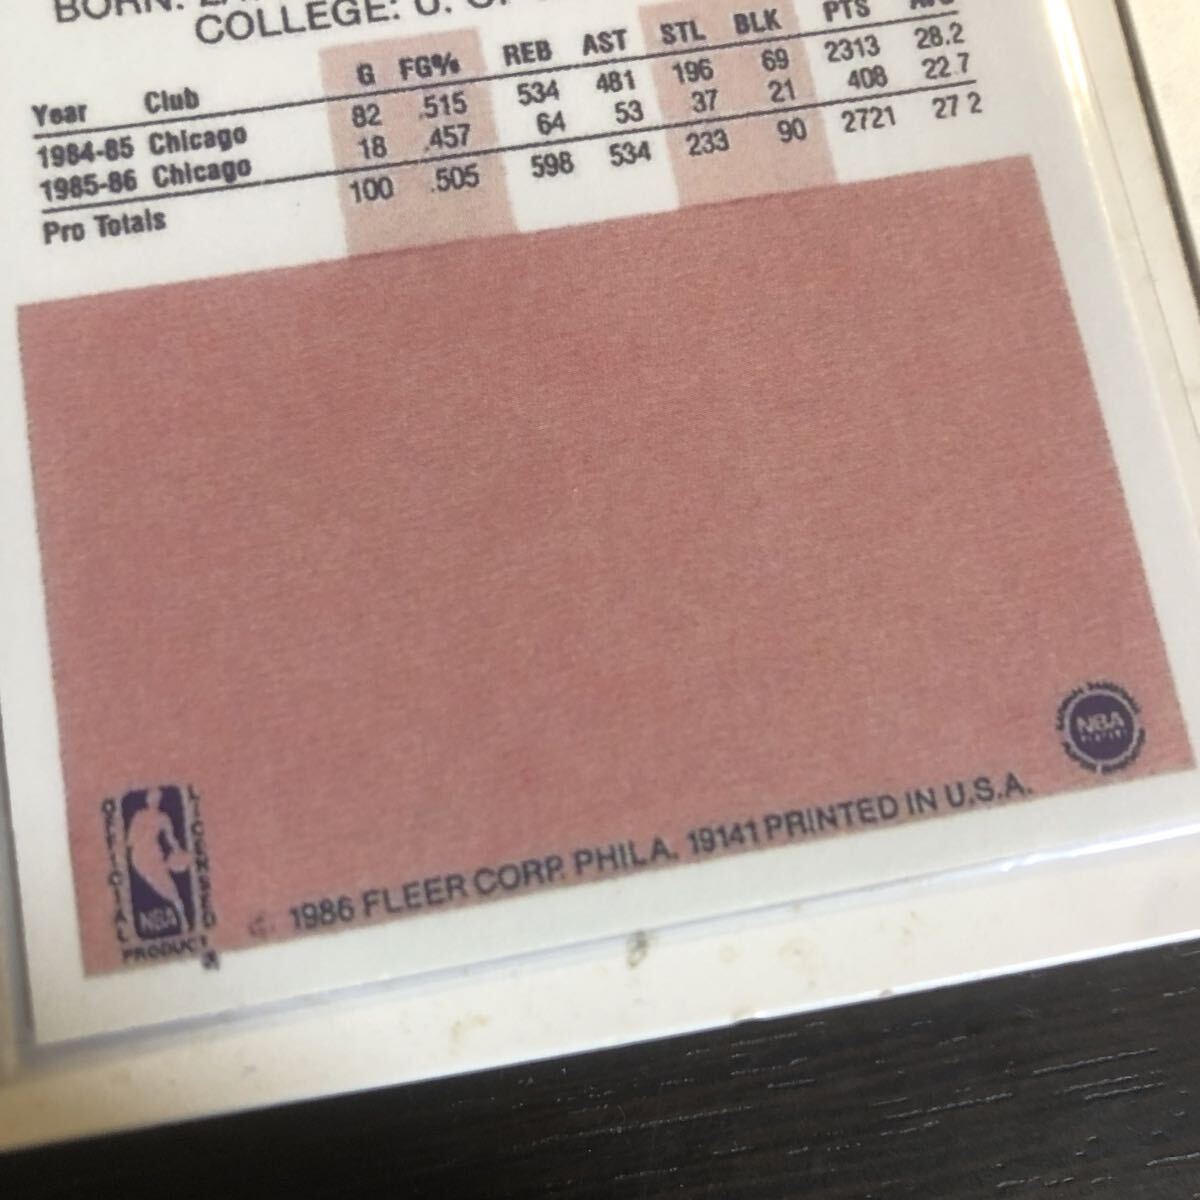 BORN:
COLLEGE: U. O
Year Club G FG% REB AST STL BLK PTS
1984-85 Chicago 82 .515 534 481 196 69 2313 28.2
1985-86 Chicago 18 .457 64 53 37 21 408 22.7
Pro Totals 100 .505 598 534 233 90 2721 27 2
NBA
OFFICIAL LICENSED
NBA
PRODUCT
1986 FLEER CORP. PHILA. 19141 PRINTED IN U.S.A.